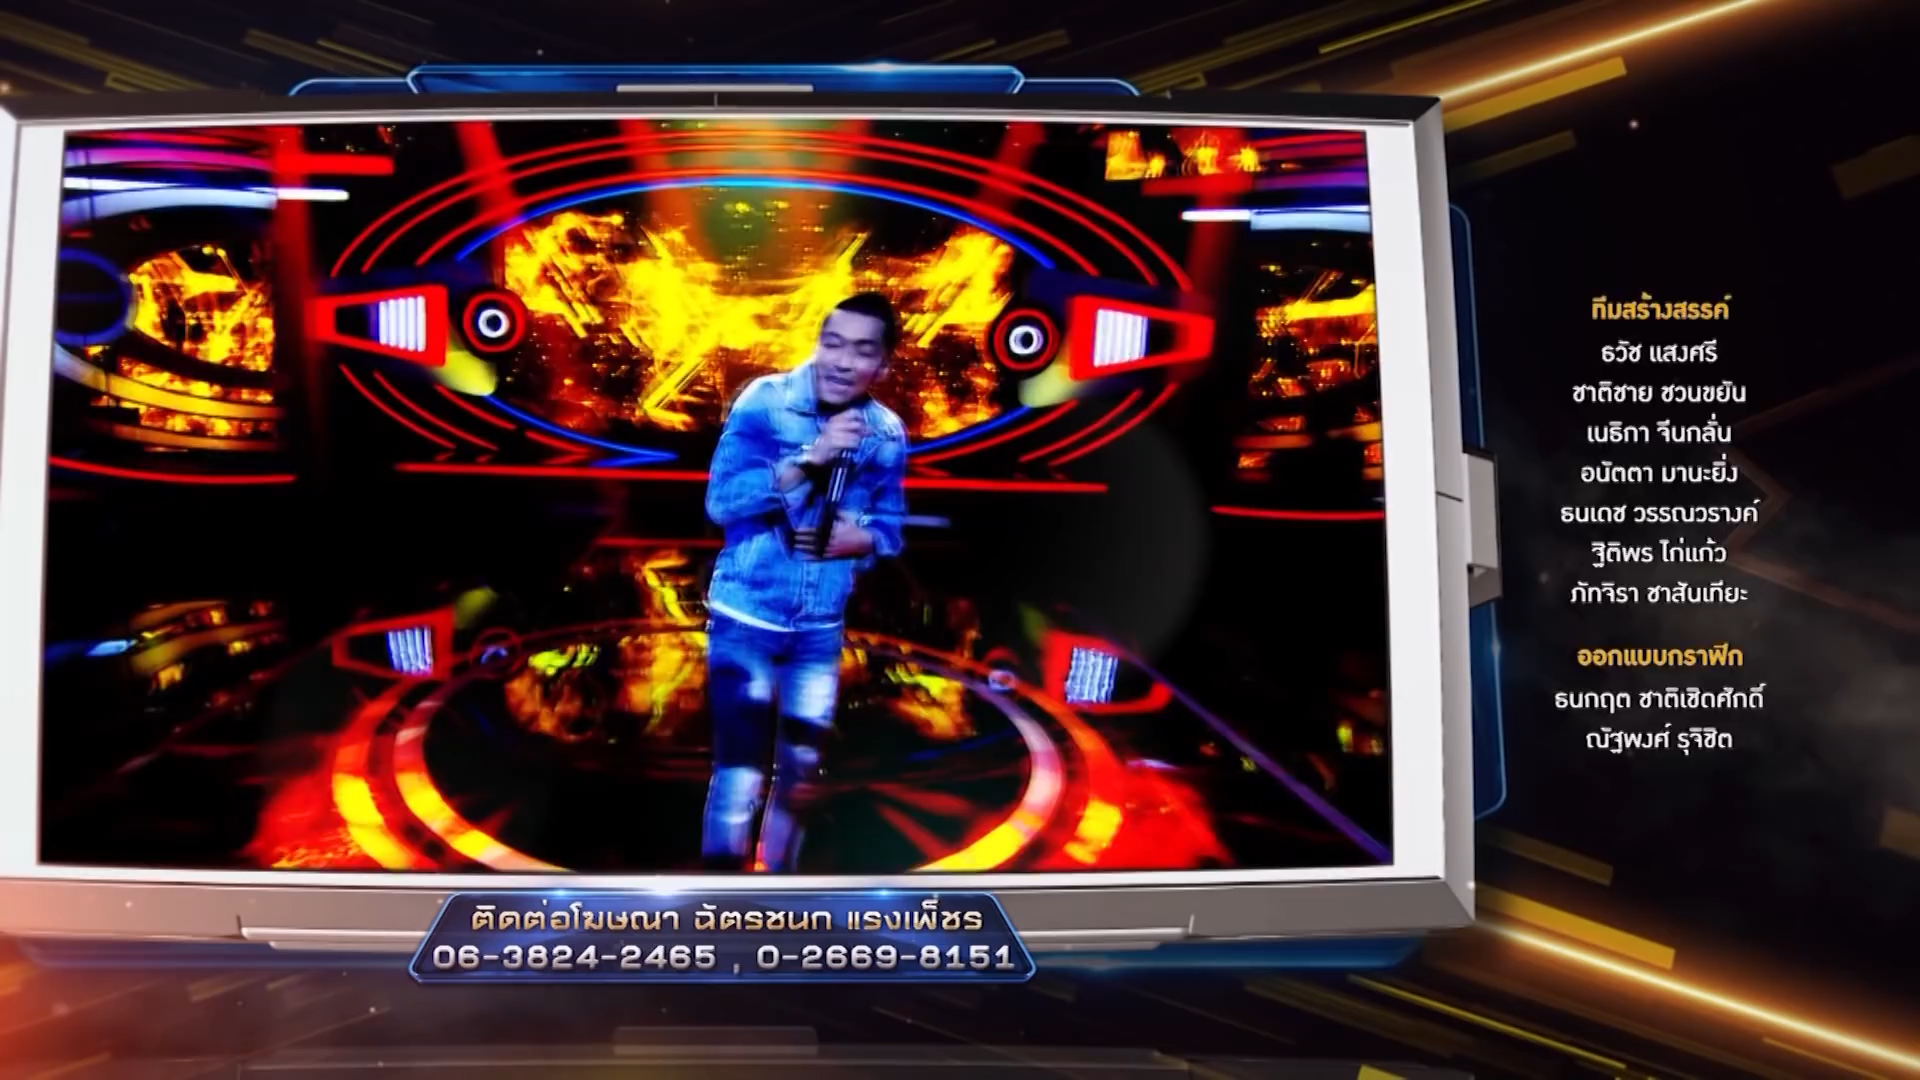 ทีมสร้างสรรค์
ธวัช แสงศรี
ชาติชาย ชวนขยัน
เนธิกา จีนกลั่น
อนัตตา มานะยิ่ง
ธนเดช วรรณวรางค์
ฐิติพร ไก่แก้ว
ภัทจิรา ชาสันเทียะ
ออกแบบกราฟิก
ธนกฤต ชาติเชิดศักดิ์
ณัฐพงศ์ รุจิชิต
ติดต่อโฆษณา ฉัตรชนก แรงเพ็ชร
06-3824-2465 , 0-2669-8151